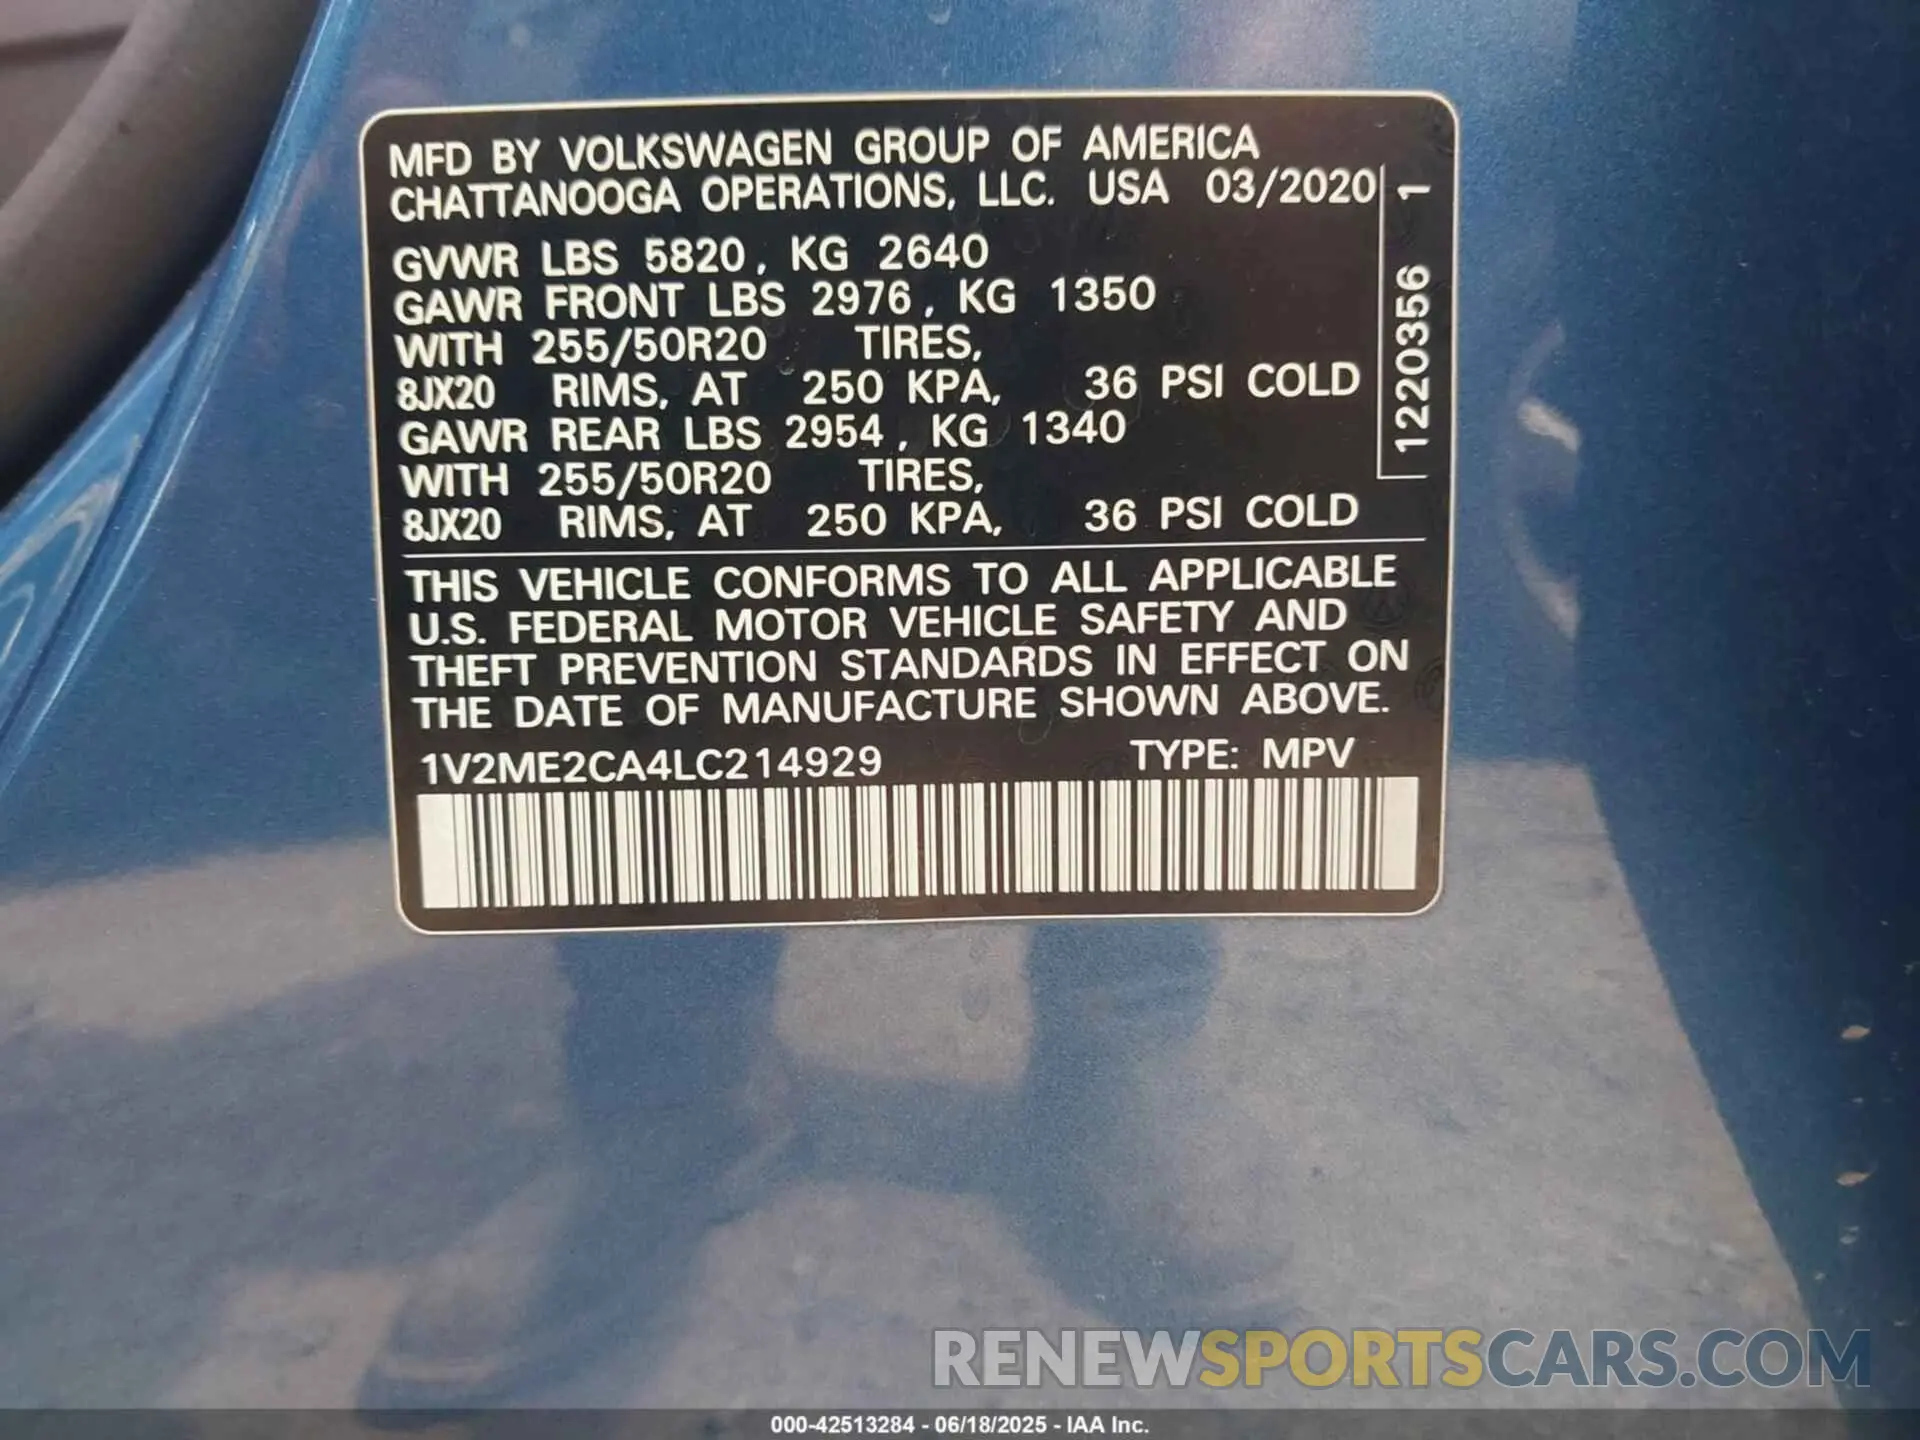 MFD BY VOLKSWAGEN GROUP OF AMERICA
CHATTANOOGA OPERATIONS, LLC. USA 03/2020
GVWR LBS 5820, KG 2640
GAWR FRONT LBS 2976, KG 1350
WITH 255/50R20 TIRES,
8JX20 RIMS, AT 250 KPA, 36 PSI COLD
GAWR REAR LBS 2954, KG 1340
WITH 255/50R20 TIRES,
8JX20 RIMS, AT 250 KPA, 36 PSI COLD
1220356 1
THIS VEHICLE CONFORMS TO ALL APPLICABLE
U.S. FEDERAL MOTOR VEHICLE SAFETY AND
THEFT PREVENTION STANDARDS IN EFFECT ON
THE DATE OF MANUFACTURE SHOWN ABOVE.
1V2ME2CA4LC214929 TYPE: MPV
RENEWSPORTSCARS.COM
000-42513284 - 06/18/2025 - IAA Inc.